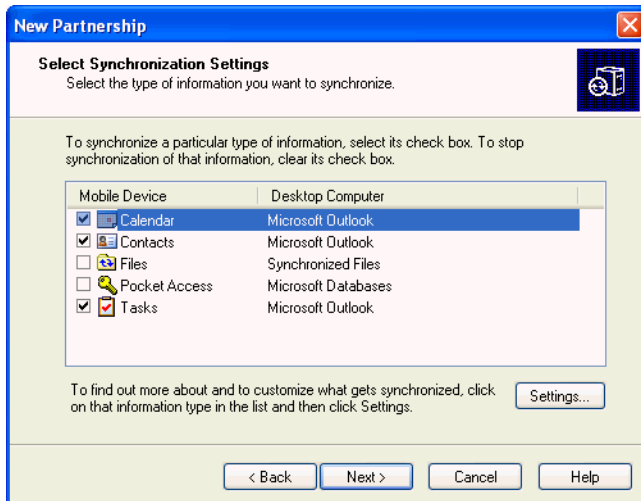 New Partnership
Select Synchronization Settings
Select the type of information you want to synchronize.
To synchronize a particular type of information, select its check box. To stop
synchronization of that information, clear its check box.
Mobile Device Desktop Computer
Calendar Microsoft Outlook
Contacts Microsoft Outlook
Files Synchronized Files
Pocket Access Microsoft Databases
Tasks Microsoft Outlook
To find out more about and to customize what gets synchronized, click
on that information type in the list and then click Settings.
Settings...
< Back Next > Cancel Help